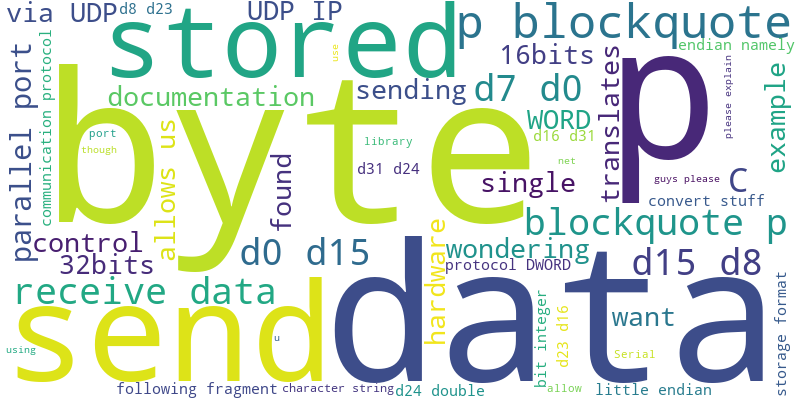 via UDP
d8 d23
UDP IP
p blockquote
stored
use
16bits
endian namely
parallel port
communication protocol
documentation
sending
d7 d0
translates
please explain
example
byte
p
port
though
allows us
library
WORD
d16 d31
net
d31 d24
found
single
guys please
C
convert stuff
control
d0 d15
hardware
wondering
blockquote p
32bits
protocol DWORD
d15 d8
receive data
send
data
want
bit integer
d23 d16
storage format
u
using
Serial
following fragment
character string
d24 double
allow
little endian